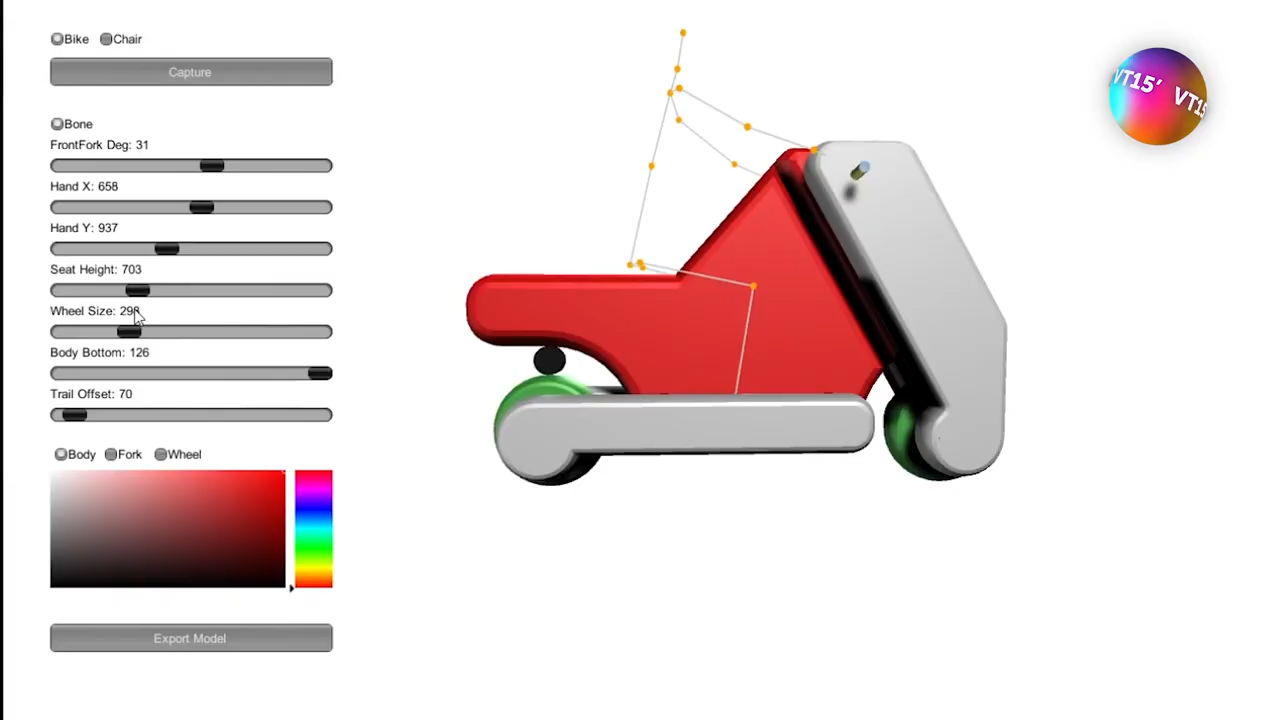 Bike Chair
Capture
Bone
FrontFork Deg: 31
Hand X: 658
Hand Y: 937
Seat Height: 703
Wheel Size:
Body Bottom: 126
Trail Offset: 70
Body Fork Wheel
Export Model
VT15’